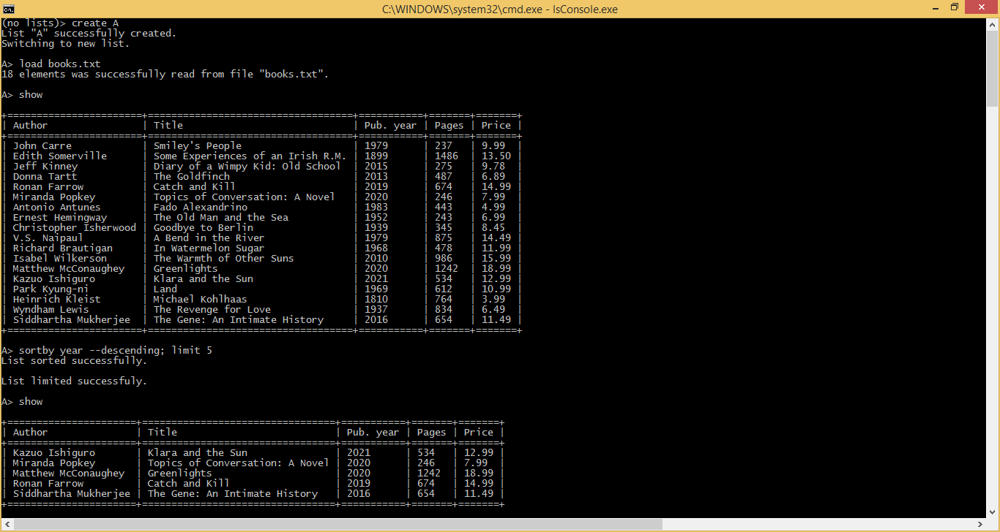 C:\WINDOWS\system32\cmd.exe - lsConsole.exe
(no lists)> create A
List "A" successfully created.
Switching to new list.
A> load books.txt
18 elements was successfully read from file "books.txt".
A> show
+=======================+===================================+===========+=======+=======+
| Author                | Title                             | Pub. year | Pages | Price |
+=======================+===================================+===========+=======+=======+
| John Carre            | Smiley's People                   | 1979      | 237   | 9.99  |
| Edith Somerville      | Some Experiences of an Irish R.M. | 1899      | 1486  | 13.50 |
| Jeff Kinney           | Diary of a Wimpy Kid: Old School  | 2015      | 275   | 9.78  |
| Donna Tartt           | The Goldfinch                     | 2013      | 487   | 6.89  |
| Ronan Farrow          | Catch and Kill                    | 2019      | 674   | 14.99 |
| Miranda Popkey        | Topics of Conversation: A Novel   | 2020      | 246   | 7.99  |
| Antonio Antunes       | Fado Alexandrino                  | 1983      | 443   | 4.99  |
| Ernest Hemingway      | The Old Man and the Sea           | 1952      | 243   | 6.99  |
| Christopher Isherwood | Goodbye to Berlin                 | 1939      | 345   | 8.45  |
| V.S. Naipaul          | A Bend in the River               | 1979      | 875   | 14.49 |
| Richard Brautigan     | In Watermelon Sugar               | 1968      | 478   | 11.99 |
| Isabel Wilkerson      | The Warmth of Other Suns          | 2010      | 986   | 15.99 |
| Matthew McConaughey   | Greenlights                       | 2020      | 1242  | 18.99 |
| Kazuo Ishiguro        | Klara and the Sun                 | 2021      | 534   | 12.99 |
| Park Kyung-ni         | Land                              | 1969      | 612   | 10.99 |
| Heinrich Kleist       | Michael Kohlhaas                  | 1810      | 764   | 3.99  |
| Wyndham Lewis         | The Revenge for Love              | 1937      | 834   | 6.49  |
| Siddhartha Mukherjee  | The Gene: An Intimate History     | 2016      | 654   | 11.49 |
+=======================+===================================+===========+=======+=======+
A> sortby year --descending; limit 5
List sorted successfully.
List limited successfuly.
A> show
+======================+=================================+===========+=======+=======+
| Author               | Title                           | Pub. year | Pages | Price |
+======================+=================================+===========+=======+=======+
| Kazuo Ishiguro       | Klara and the Sun               | 2021      | 534   | 12.99 |
| Miranda Popkey       | Topics of Conversation: A Novel | 2020      | 246   | 7.99  |
| Matthew McConaughey  | Greenlights                     | 2020      | 1242  | 18.99 |
| Ronan Farrow         | Catch and Kill                  | 2019      | 674   | 14.99 |
| Siddhartha Mukherjee | The Gene: An Intimate History   | 2016      | 654   | 11.49 |
+======================+=================================+===========+=======+=======+